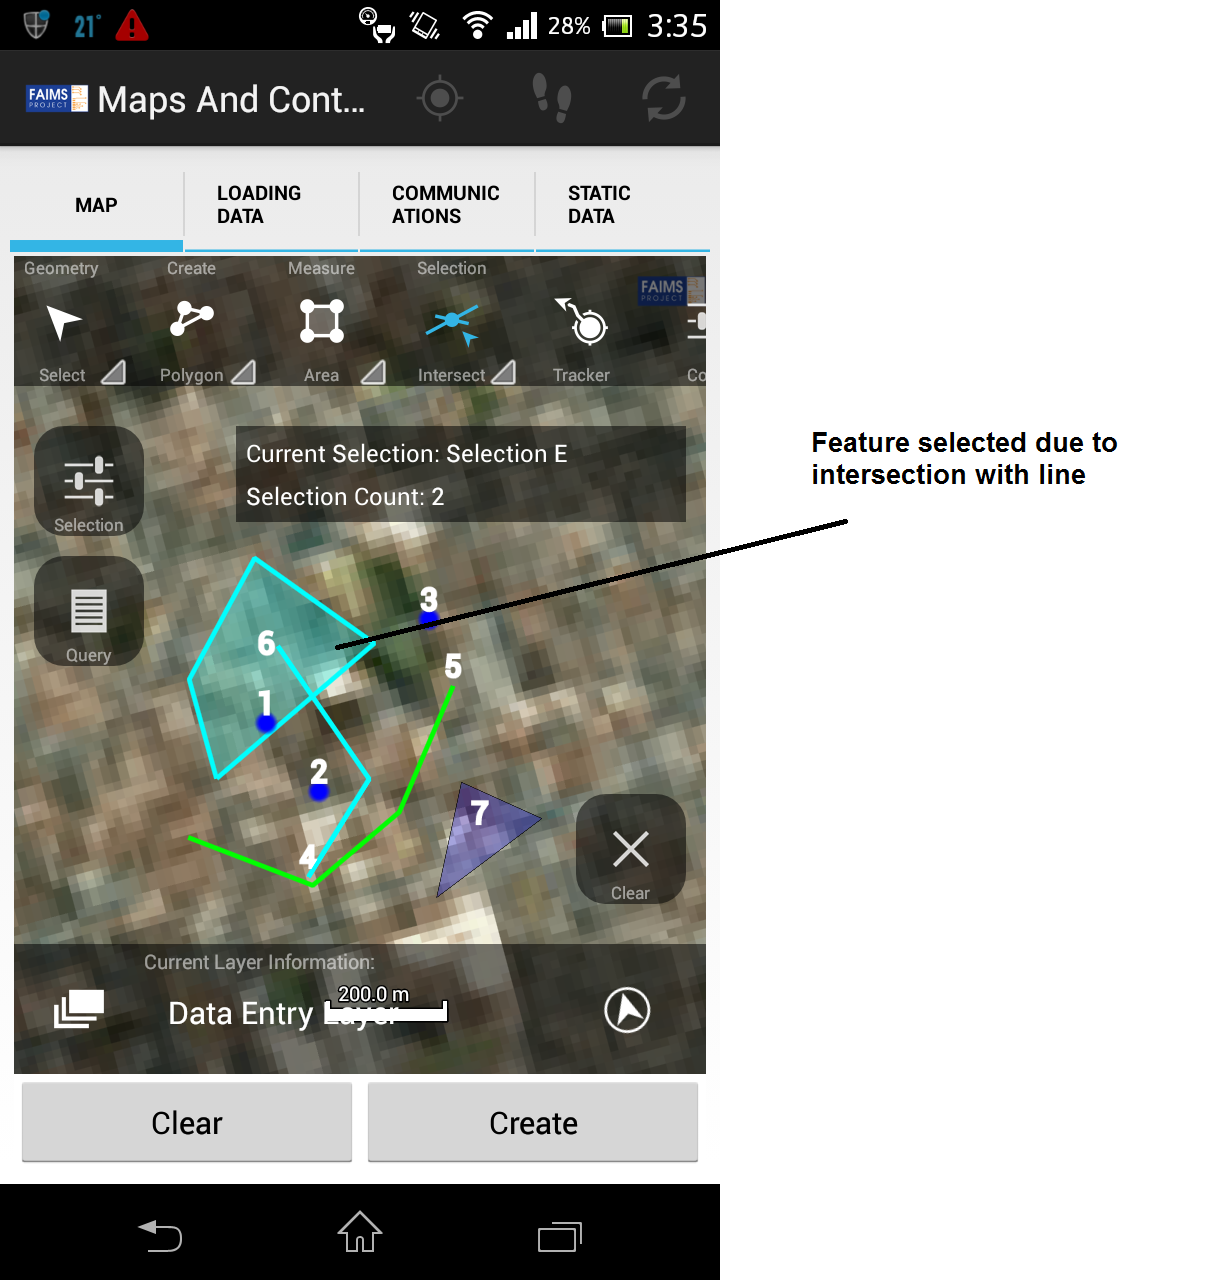 21°
28%
3:35
FAIMS
PROJECT
Maps And Cont...
MAP
LOADING
DATA
COMMUNIC
ATIONS
STATIC
DATA
Geometry
Create
Measure
Selection
FAIMS
PROJECT
Select
Polygon
Area
Intersect
Tracker
Co
Current Selection: Selection E
Selection Count: 2
Selection
Query
Feature selected due to
intersection with line
3
6
5
1
2
7
4
Clear
Current Layer Information:
200.0 m
Data Entry Layer
Clear
Create